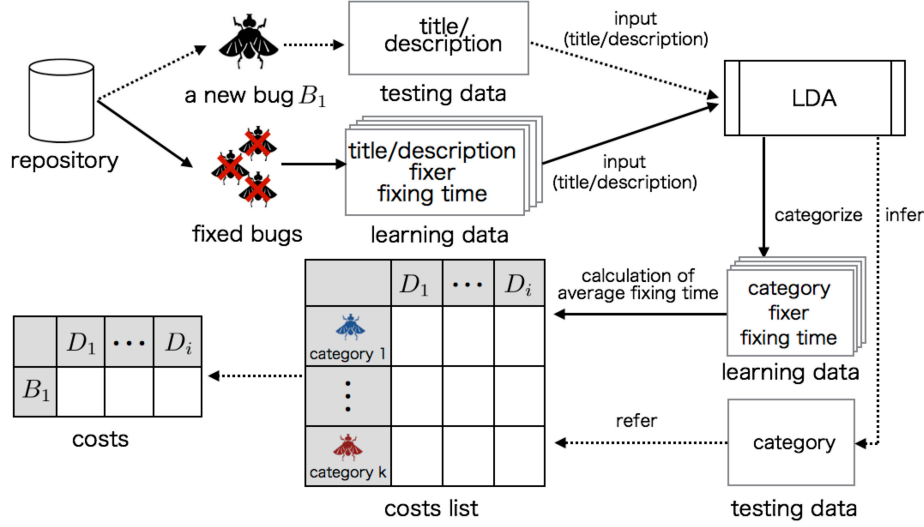 title/
description
input
(title/description)
a new bug B1
testing data
LDA
repository
title/description
fixer
fixing time
input
(title/description)
fixed bugs
learning data
categorize
infer
D1 ••• Di
calculation of
average fixing time
category
fixer
fixing time
category 1
learning data
D1 ••• Di
B1
costs
refer
category
category k
costs list
testing data